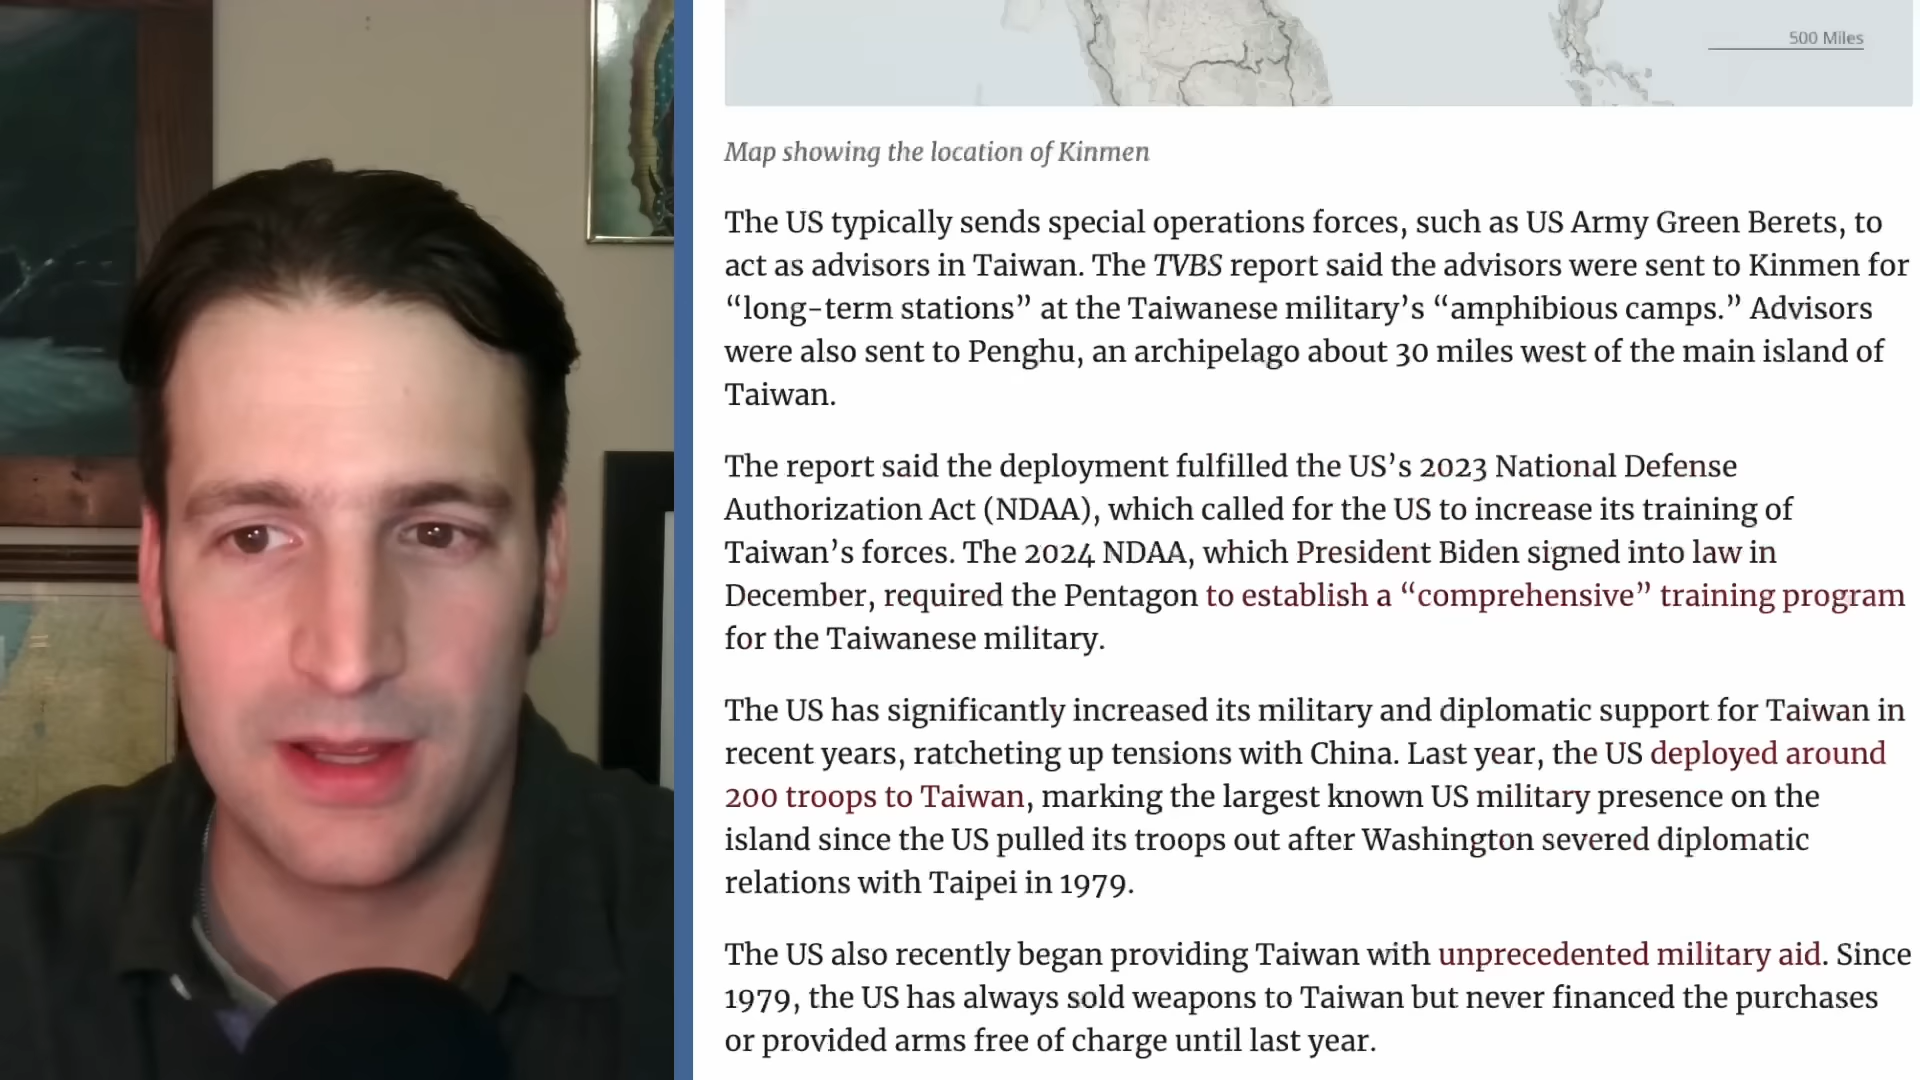 500 Miles
Map showing the location of Kinmen
The US typically sends special operations forces, such as US Army Green Berets, to
act as advisors in Taiwan. The TVBS report said the advisors were sent to Kinmen for
“long-term stations” at the Taiwanese military’s “amphibious camps.” Advisors
were also sent to Penghu, an archipelago about 30 miles west of the main island of
Taiwan.
The report said the deployment fulfilled the US’s 2023 National Defense
Authorization Act (NDAA), which called for the US to increase its training of
Taiwan’s forces. The 2024 NDAA, which President Biden signed into law in
December, required the Pentagon to establish a “comprehensive” training program
for the Taiwanese military.
The US has significantly increased its military and diplomatic support for Taiwan in
recent years, ratcheting up tensions with China. Last year, the US deployed around
200 troops to Taiwan, marking the largest known US military presence on the
island since the US pulled its troops out after Washington severed diplomatic
relations with Taipei in 1979.
The US also recently began providing Taiwan with unprecedented military aid. Since
1979, the US has always sold weapons to Taiwan but never financed the purchases
or provided arms free of charge until last year.